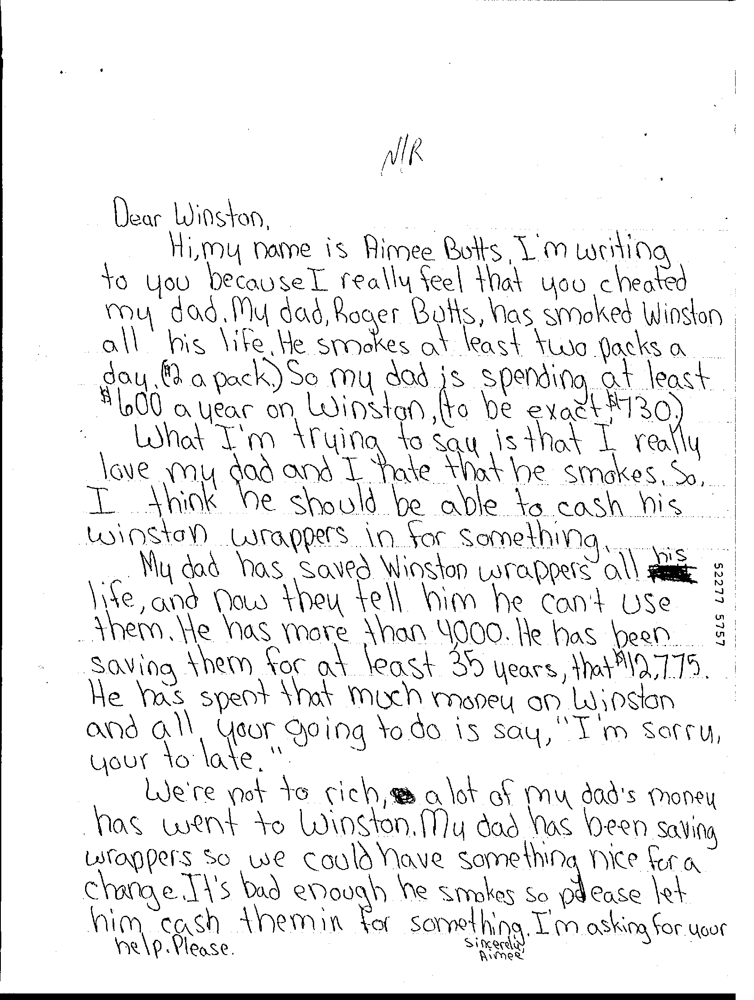 N/R
Dear Winston,
Hi, my name is Aimee Butts, I'm writing
to you because I really feel that you cheated
my dad. My dad, Roger Butts, has smoked Winston
all his life. He smokes at least two packs a
day. ($2 a pack.) So my dad is spending at least
$600 a year on Winston, (to be exact $730.)
What I'm trying to say is that I really
love my dad and I hate that he smokes. So,
I think he should be able to cash his
winston wrappers in for something.
My dad has saved Winston wrappers all his
life, and now they tell him he can't use
them. He has more than 4000. He has been
saving them for at least 35 years, that $12,775.
He has spent that much money on Winston
and all your going to do is say, "I'm sorry,
your to late."
We're not to rich, a lot of my dad's money
has went to Winston. My dad has been saving
wrappers so we could have something nice for a
change. It's bad enough he smokes so please let
him cash them in for something. I'm asking for your
help. Please.
Sincerely,
Aimee
52277 5757